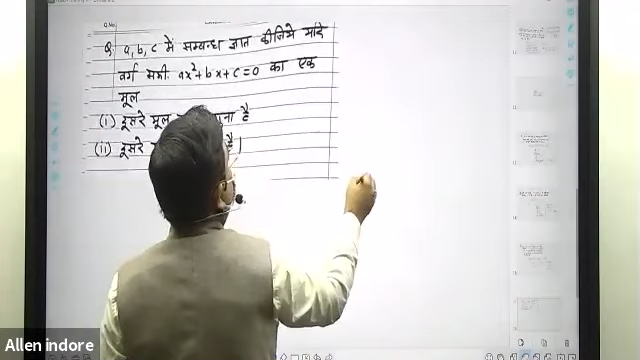 Q.No.
Q. a, b, c में सम्बन्ध ज्ञात कीजिये यदि
वर्ग समी. ax²+bx+c=0 का एक
मूल
(i) दूसरे मूल ना है
(ii) दूसरे है।
Allen indore